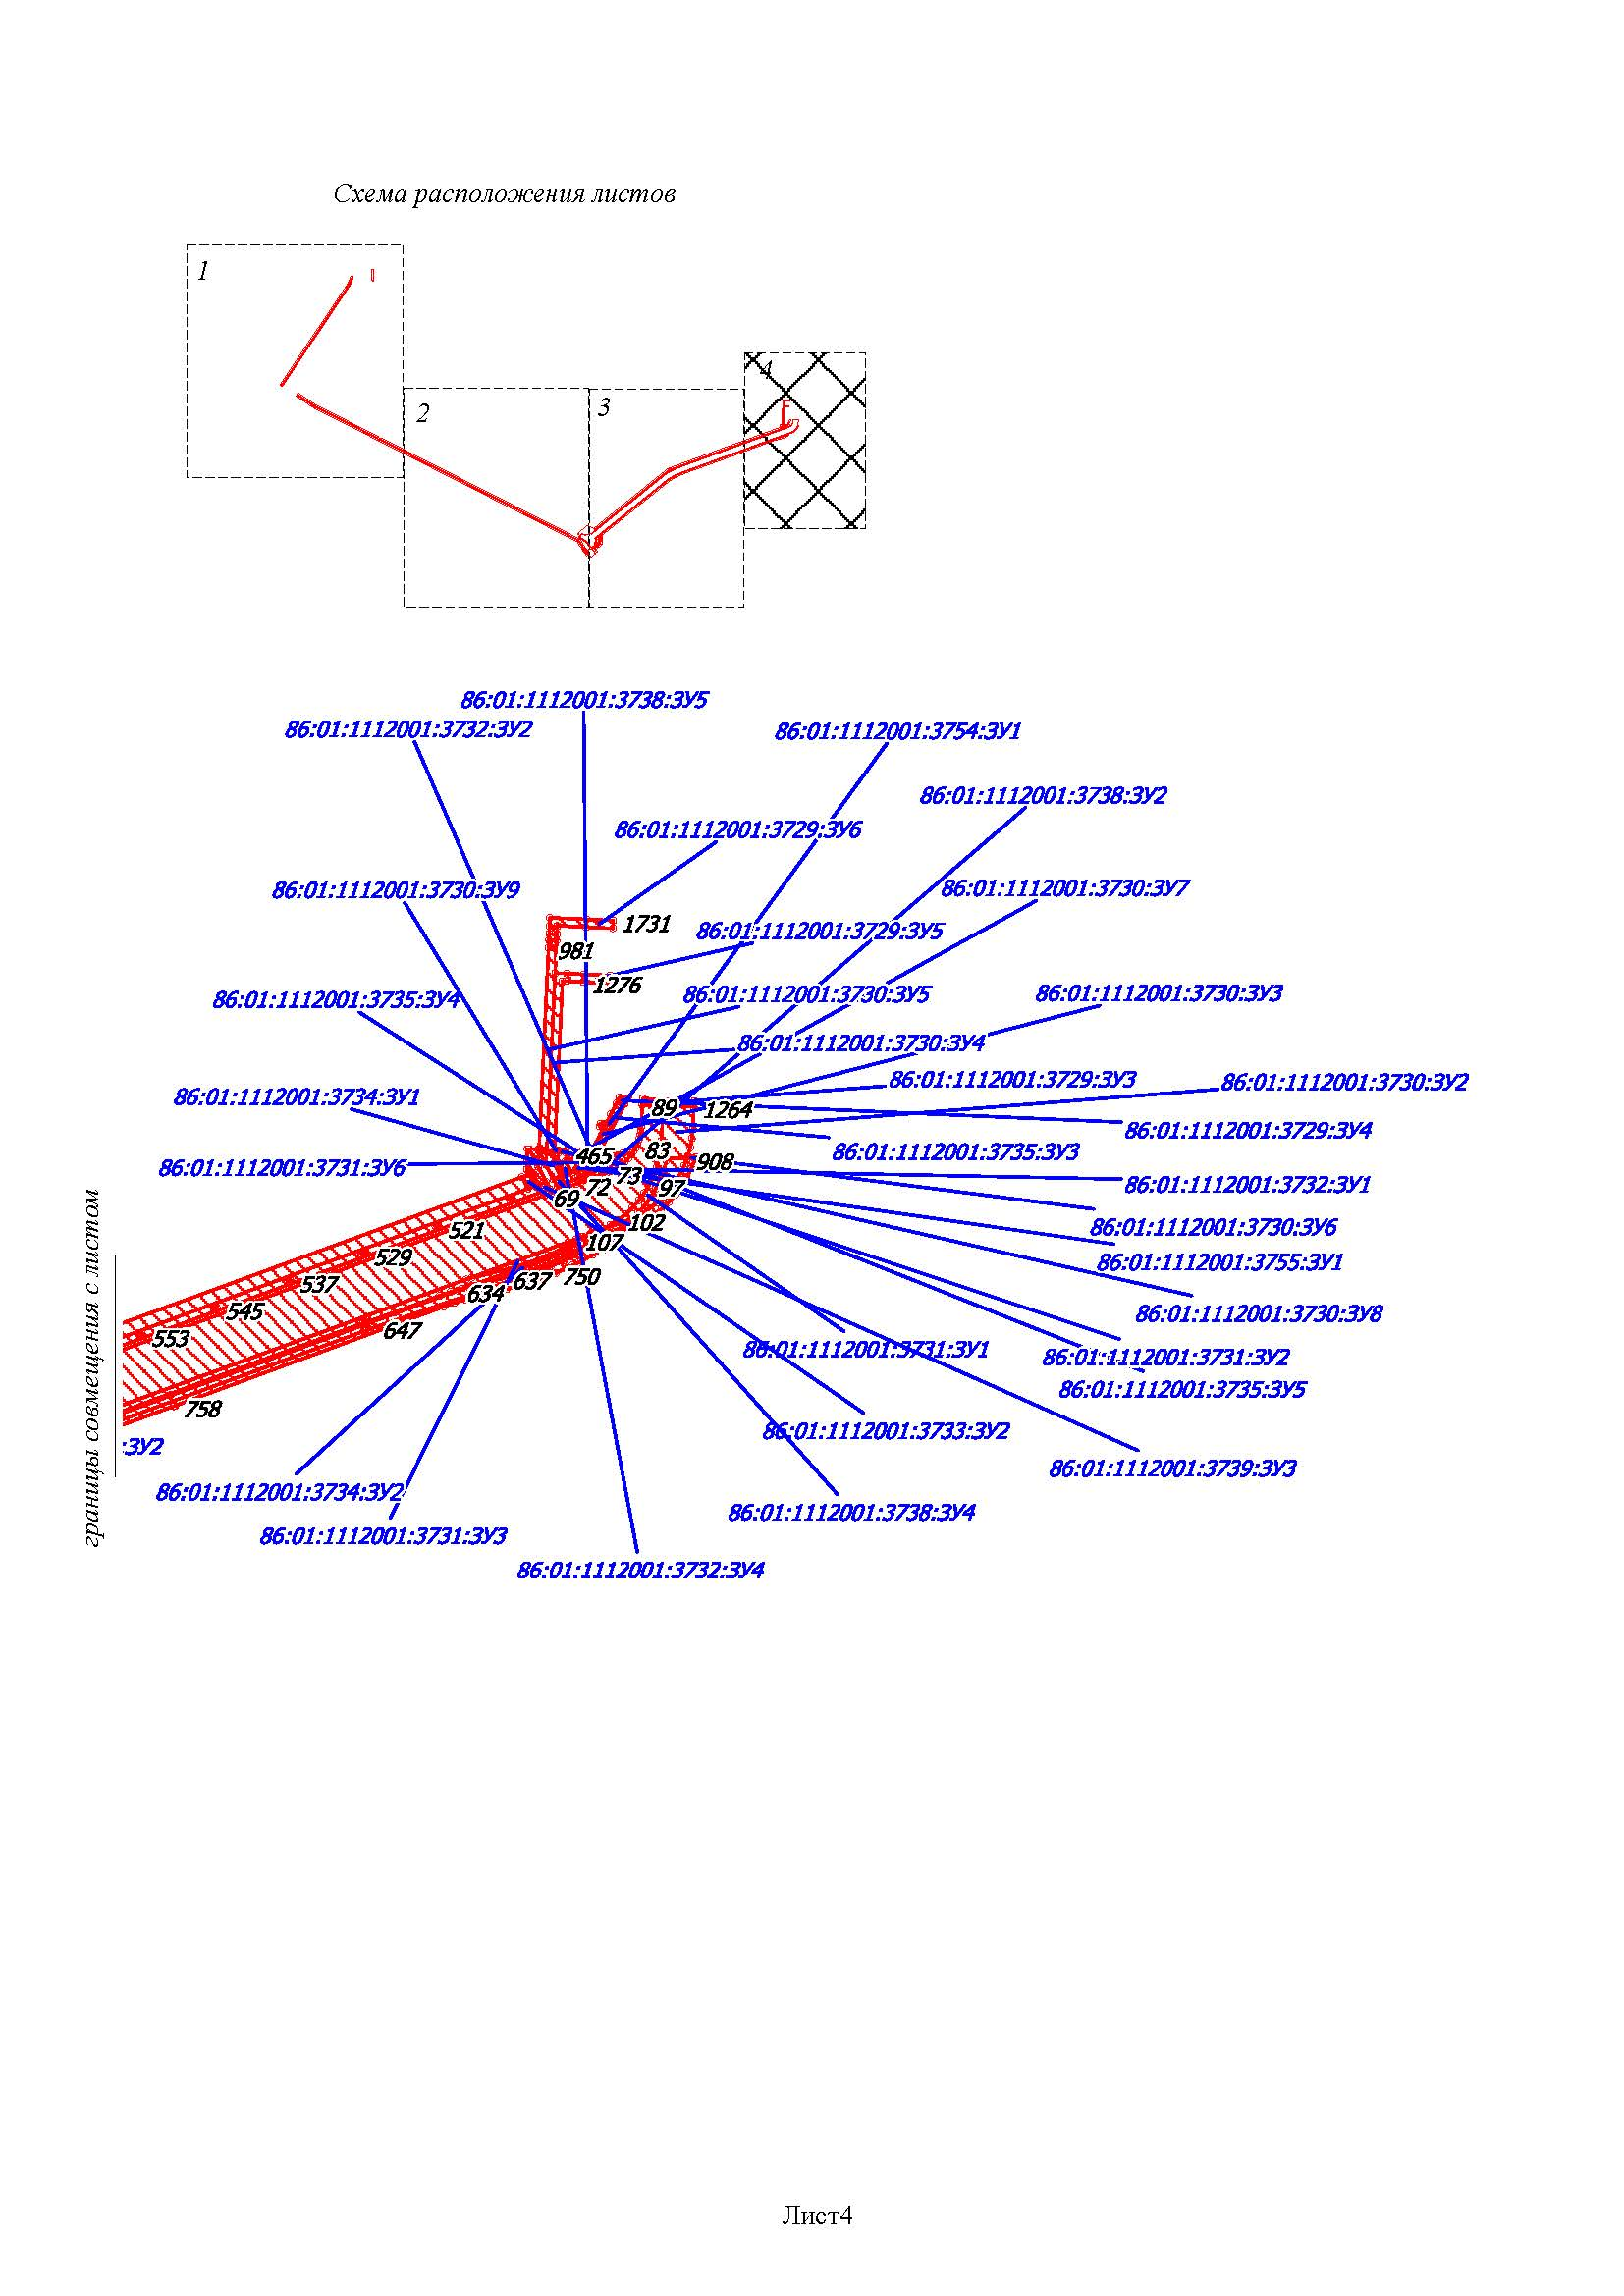 Схема расположения листов
1
4
2
3
86:01:1112001:3738:ЗУ5
86:01:1112001:3732:ЗУ2
86:01:1112001:3754:ЗУ1
86:01:1112001:3738:ЗУ2
86:01:1112001:3729:ЗУ6
86:01:1112001:3730:ЗУ9
86:01:1112001:3730:ЗУ7
1731
86:01:1112001:3729:ЗУ5
981
1276
86:01:1112001:3735:ЗУ4
86:01:1112001:3730:ЗУ5
86:01:1112001:3730:ЗУ3
86:01:1112001:3730:ЗУ4
86:01:1112001:3729:ЗУ3
86:01:1112001:3730:ЗУ2
86:01:1112001:3734:ЗУ1
89
1264
86:01:1112001:3729:ЗУ4
83
86:01:1112001:3735:ЗУ3
465
86:01:1112001:3731:ЗУ6
908
73
86:01:1112001:3732:ЗУ1
72
97
69
102
86:01:1112001:3730:ЗУ6
521
107
529
86:01:1112001:3755:ЗУ1
537
637
750
634
545
86:01:1112001:3730:ЗУ8
553
647
86:01:1112001:3731:ЗУ1
86:01:1112001:3731:ЗУ2
86:01:1112001:3735:ЗУ5
758
86:01:1112001:3733:ЗУ2
:ЗУ2
86:01:1112001:3739:ЗУ3
86:01:1112001:3734:ЗУ2
86:01:1112001:3738:ЗУ4
86:01:1112001:3731:ЗУ3
86:01:1112001:3732:ЗУ4
границы совмещения с листом
Лист4